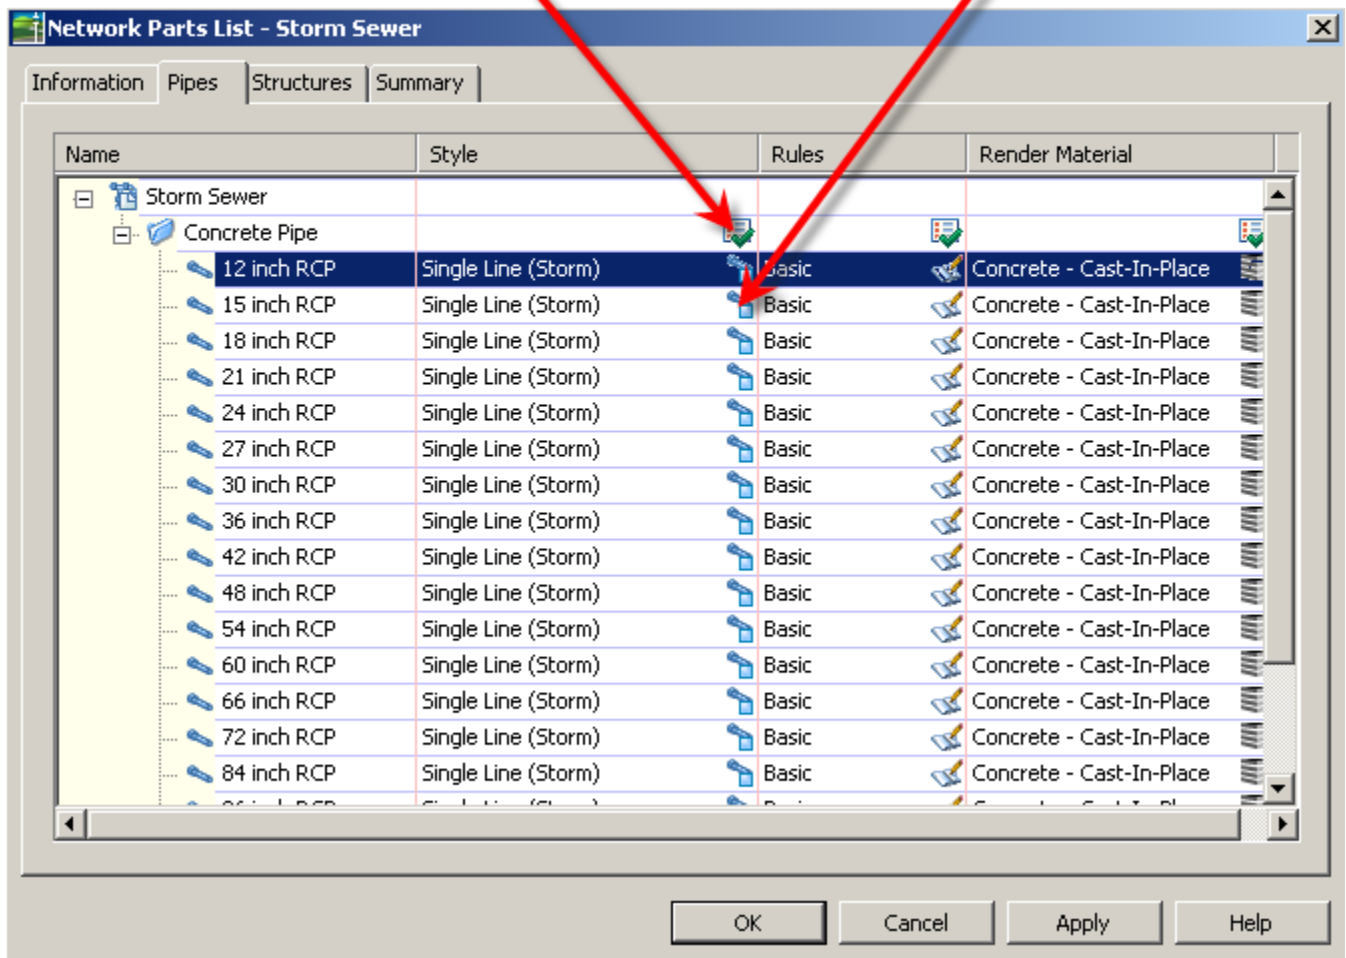 Network Parts List - Storm Sewer
Information Pipes Structures Summary
Name Style Rules Render Material
Storm Sewer
Concrete Pipe
12 inch RCP Single Line (Storm) Basic Concrete - Cast-In-Place
15 inch RCP Single Line (Storm) Basic Concrete - Cast-In-Place
18 inch RCP Single Line (Storm) Basic Concrete - Cast-In-Place
21 inch RCP Single Line (Storm) Basic Concrete - Cast-In-Place
24 inch RCP Single Line (Storm) Basic Concrete - Cast-In-Place
27 inch RCP Single Line (Storm) Basic Concrete - Cast-In-Place
30 inch RCP Single Line (Storm) Basic Concrete - Cast-In-Place
36 inch RCP Single Line (Storm) Basic Concrete - Cast-In-Place
42 inch RCP Single Line (Storm) Basic Concrete - Cast-In-Place
48 inch RCP Single Line (Storm) Basic Concrete - Cast-In-Place
54 inch RCP Single Line (Storm) Basic Concrete - Cast-In-Place
60 inch RCP Single Line (Storm) Basic Concrete - Cast-In-Place
66 inch RCP Single Line (Storm) Basic Concrete - Cast-In-Place
72 inch RCP Single Line (Storm) Basic Concrete - Cast-In-Place
84 inch RCP Single Line (Storm) Basic Concrete - Cast-In-Place
OK Cancel Apply Help